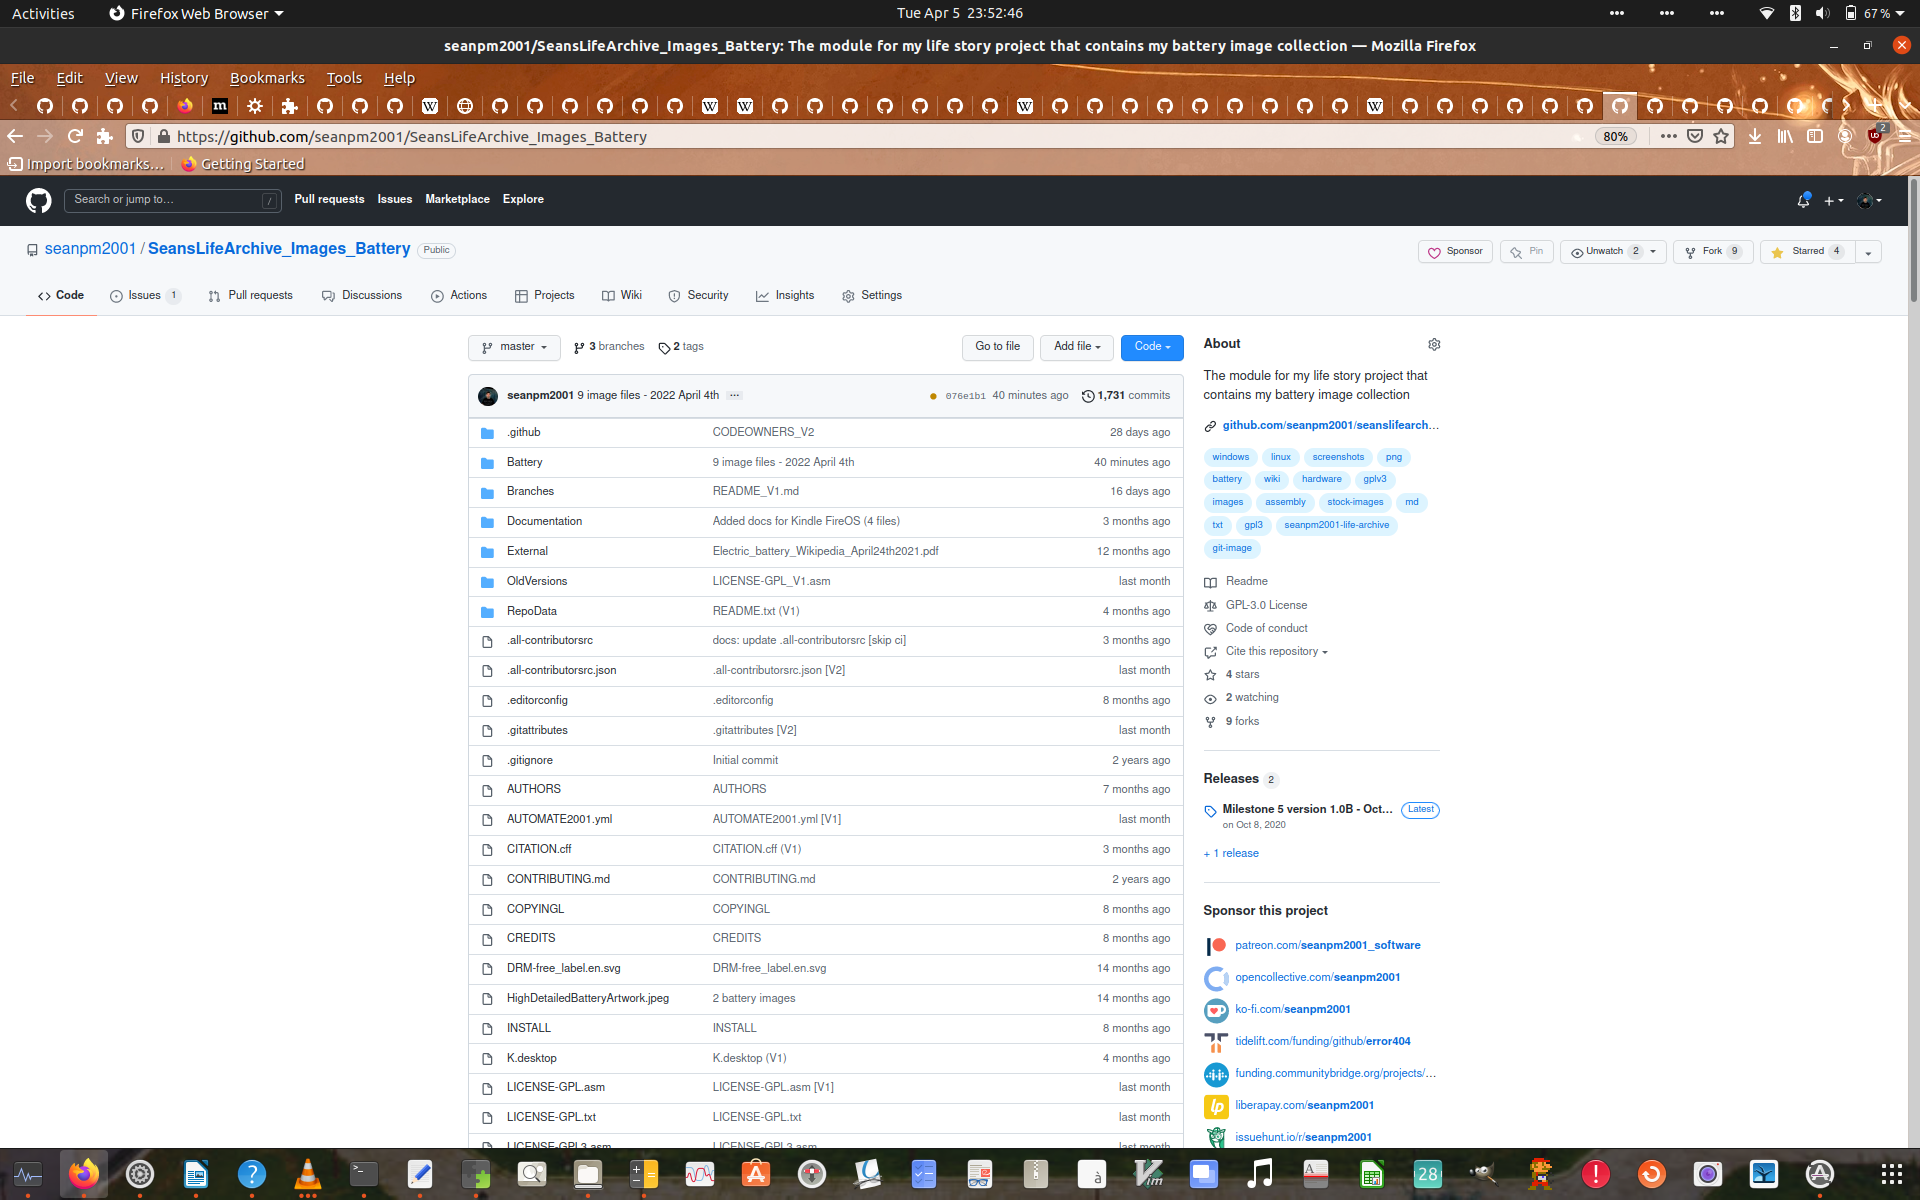 Activities Firefox Web Browser Tue Apr 5 23:52:46 67 %
seanpm2001/SeansLifeArchive_Images_Battery: The module for my life story project that contains my battery image collection — Mozilla Firefox
File Edit View History Bookmarks Tools Help
https://github.com/seanpm2001/SeansLifeArchive_Images_Battery 80% 2
Import bookmarks... Getting Started
Search or jump to... / Pull requests Issues Marketplace Explore
seanpm2001 / SeansLifeArchive_Images_Battery Public Sponsor Pin Unwatch 2 Fork 9 Starred 4
Code Issues 1 Pull requests Discussions Actions Projects Wiki Security Insights Settings
master 3 branches 2 tags Go to file Add file Code
seanpm2001 9 image files - 2022 April 4th ... 076e1b1 40 minutes ago 1,731 commits
.github CODEOWNERS_V2 28 days ago
Battery 9 image files - 2022 April 4th 40 minutes ago
Branches README_V1.md 16 days ago
Documentation Added docs for Kindle FireOS (4 files) 3 months ago
External Electric_battery_Wikipedia_April24th2021.pdf 12 months ago
OldVersions LICENSE-GPL_V1.asm last month
RepoData README.txt (V1) 4 months ago
.all-contributorsrc docs: update .all-contributorsrc [skip ci] 3 months ago
.all-contributorsrc.json .all-contributorsrc.json [V2] last month
.editorconfig .editorconfig 8 months ago
.gitattributes .gitattributes [V2] last month
.gitignore Initial commit 2 years ago
AUTHORS AUTHORS 7 months ago
AUTOMATE2001.yml AUTOMATE2001.yml [V1] last month
CITATION.cff CITATION.cff (V1) 3 months ago
CONTRIBUTING.md CONTRIBUTING.md 2 years ago
COPYINGL COPYINGL 8 months ago
CREDITS CREDITS 8 months ago
DRM-free_label.en.svg DRM-free_label.en.svg 14 months ago
HighDetailedBatteryArtwork.jpeg 2 battery images 14 months ago
INSTALL INSTALL 8 months ago
K.desktop K.desktop (V1) 4 months ago
LICENSE-GPL.asm LICENSE-GPL.asm [V1] last month
LICENSE-GPL.txt LICENSE-GPL.txt last month
LICENSE-GPL3.asm LICENSE-GPL3.asm last month
About
The module for my life story project that
contains my battery image collection
github.com/seanpm2001/seanslifearch...
windows linux screenshots png
battery wiki hardware gplv3
images assembly stock-images md
txt gpl3 seanpm2001-life-archive
git-image
Readme
GPL-3.0 License
Code of conduct
Cite this repository
4 stars
2 watching
9 forks
Releases 2
Milestone 5 version 1.0B - Oct... Latest
on Oct 8, 2020
+ 1 release
Sponsor this project
patreon.com/seanpm2001_software
opencollective.com/seanpm2001
ko-fi.com/seanpm2001
tidelift.com/funding/github/error404
funding.communitybridge.org/projects/...
liberapay.com/seanpm2001
issuehunt.io/r/seanpm2001
28